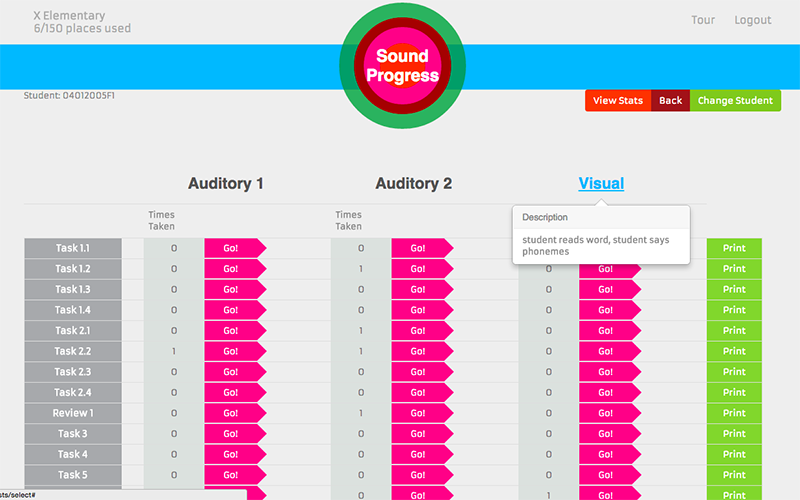 X Elementary
6/150 places used
Tour Logout
Sound
Progress
Student: 04012005F1
View Stats Back Change Student
Auditory 1 Auditory 2 Visual
Times
Taken
Times
Taken
Description
student reads word, student says
phonemes
Task 1.1 0 Go! 0 Go! Print
Task 1.2 0 Go! 1 Go! 0 Go! Print
Task 1.3 0 Go! 0 Go! 0 Go! Print
Task 1.4 0 Go! 0 Go! 0 Go! Print
Task 2.1 0 Go! 1 Go! 0 Go! Print
Task 2.2 1 Go! 1 Go! 0 Go! Print
Task 2.3 0 Go! 0 Go! 0 Go! Print
Task 2.4 0 Go! 0 Go! 0 Go! Print
Review 1 0 Go! 1 Go! 0 Go! Print
Task 3 0 Go! 0 Go! 0 Go! Print
Task 4 0 Go! 0 Go! 0 Go! Print
Task 5 0 Go! 0 Go! 0 Go! Print
sts/select# 0 Go! 0 Go! 1 Go! Print